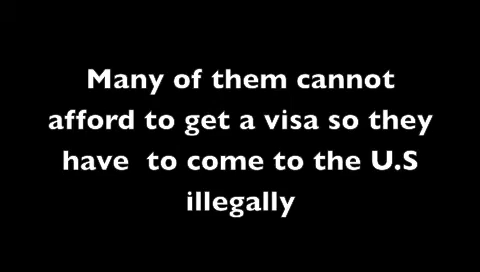 Many of them cannot
afford to get a visa so they
have  to come to the U.S
illegally